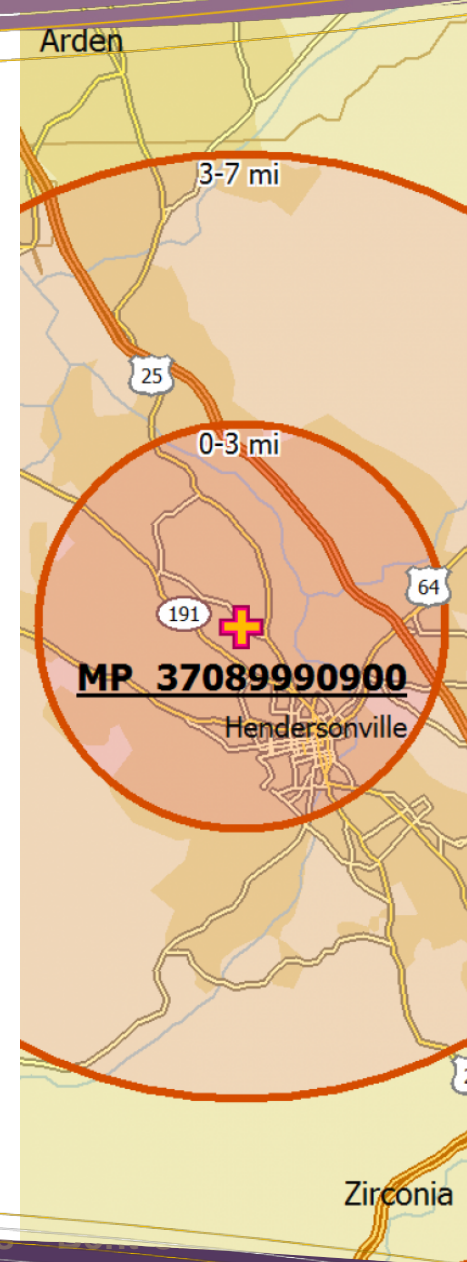 Arden
3-7 mi
25
0-3 mi
64
191
MP 37089990900
Hendersonville
Zirconia